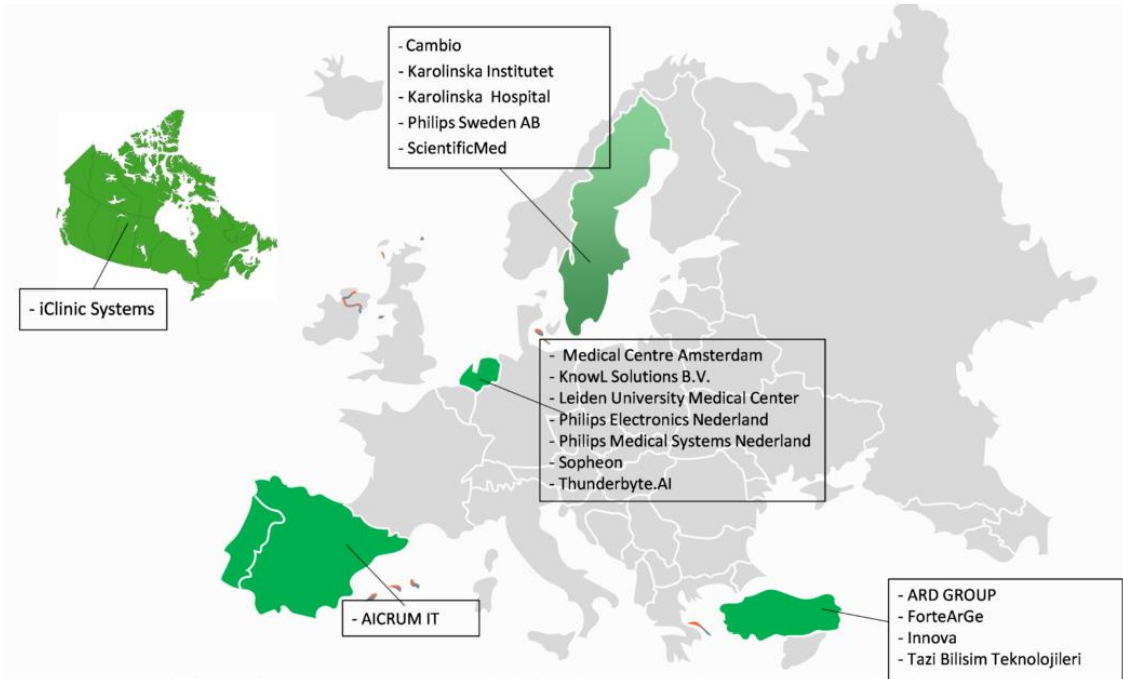 - Cambio
- Karolinska Institutet
- Karolinska Hospital
- Philips Sweden AB
- ScientificMed
- iClinic Systems
- Medical Centre Amsterdam
- KnowL Solutions B.V.
- Leiden University Medical Center
- Philips Electronics Nederland
- Philips Medical Systems Nederland
- Sopheon
- Thunderbyte.AI
- AICRUM IT
- ARD GROUP
- ForteArGe
- Innova
- Tazi Bilisim Teknolojileri